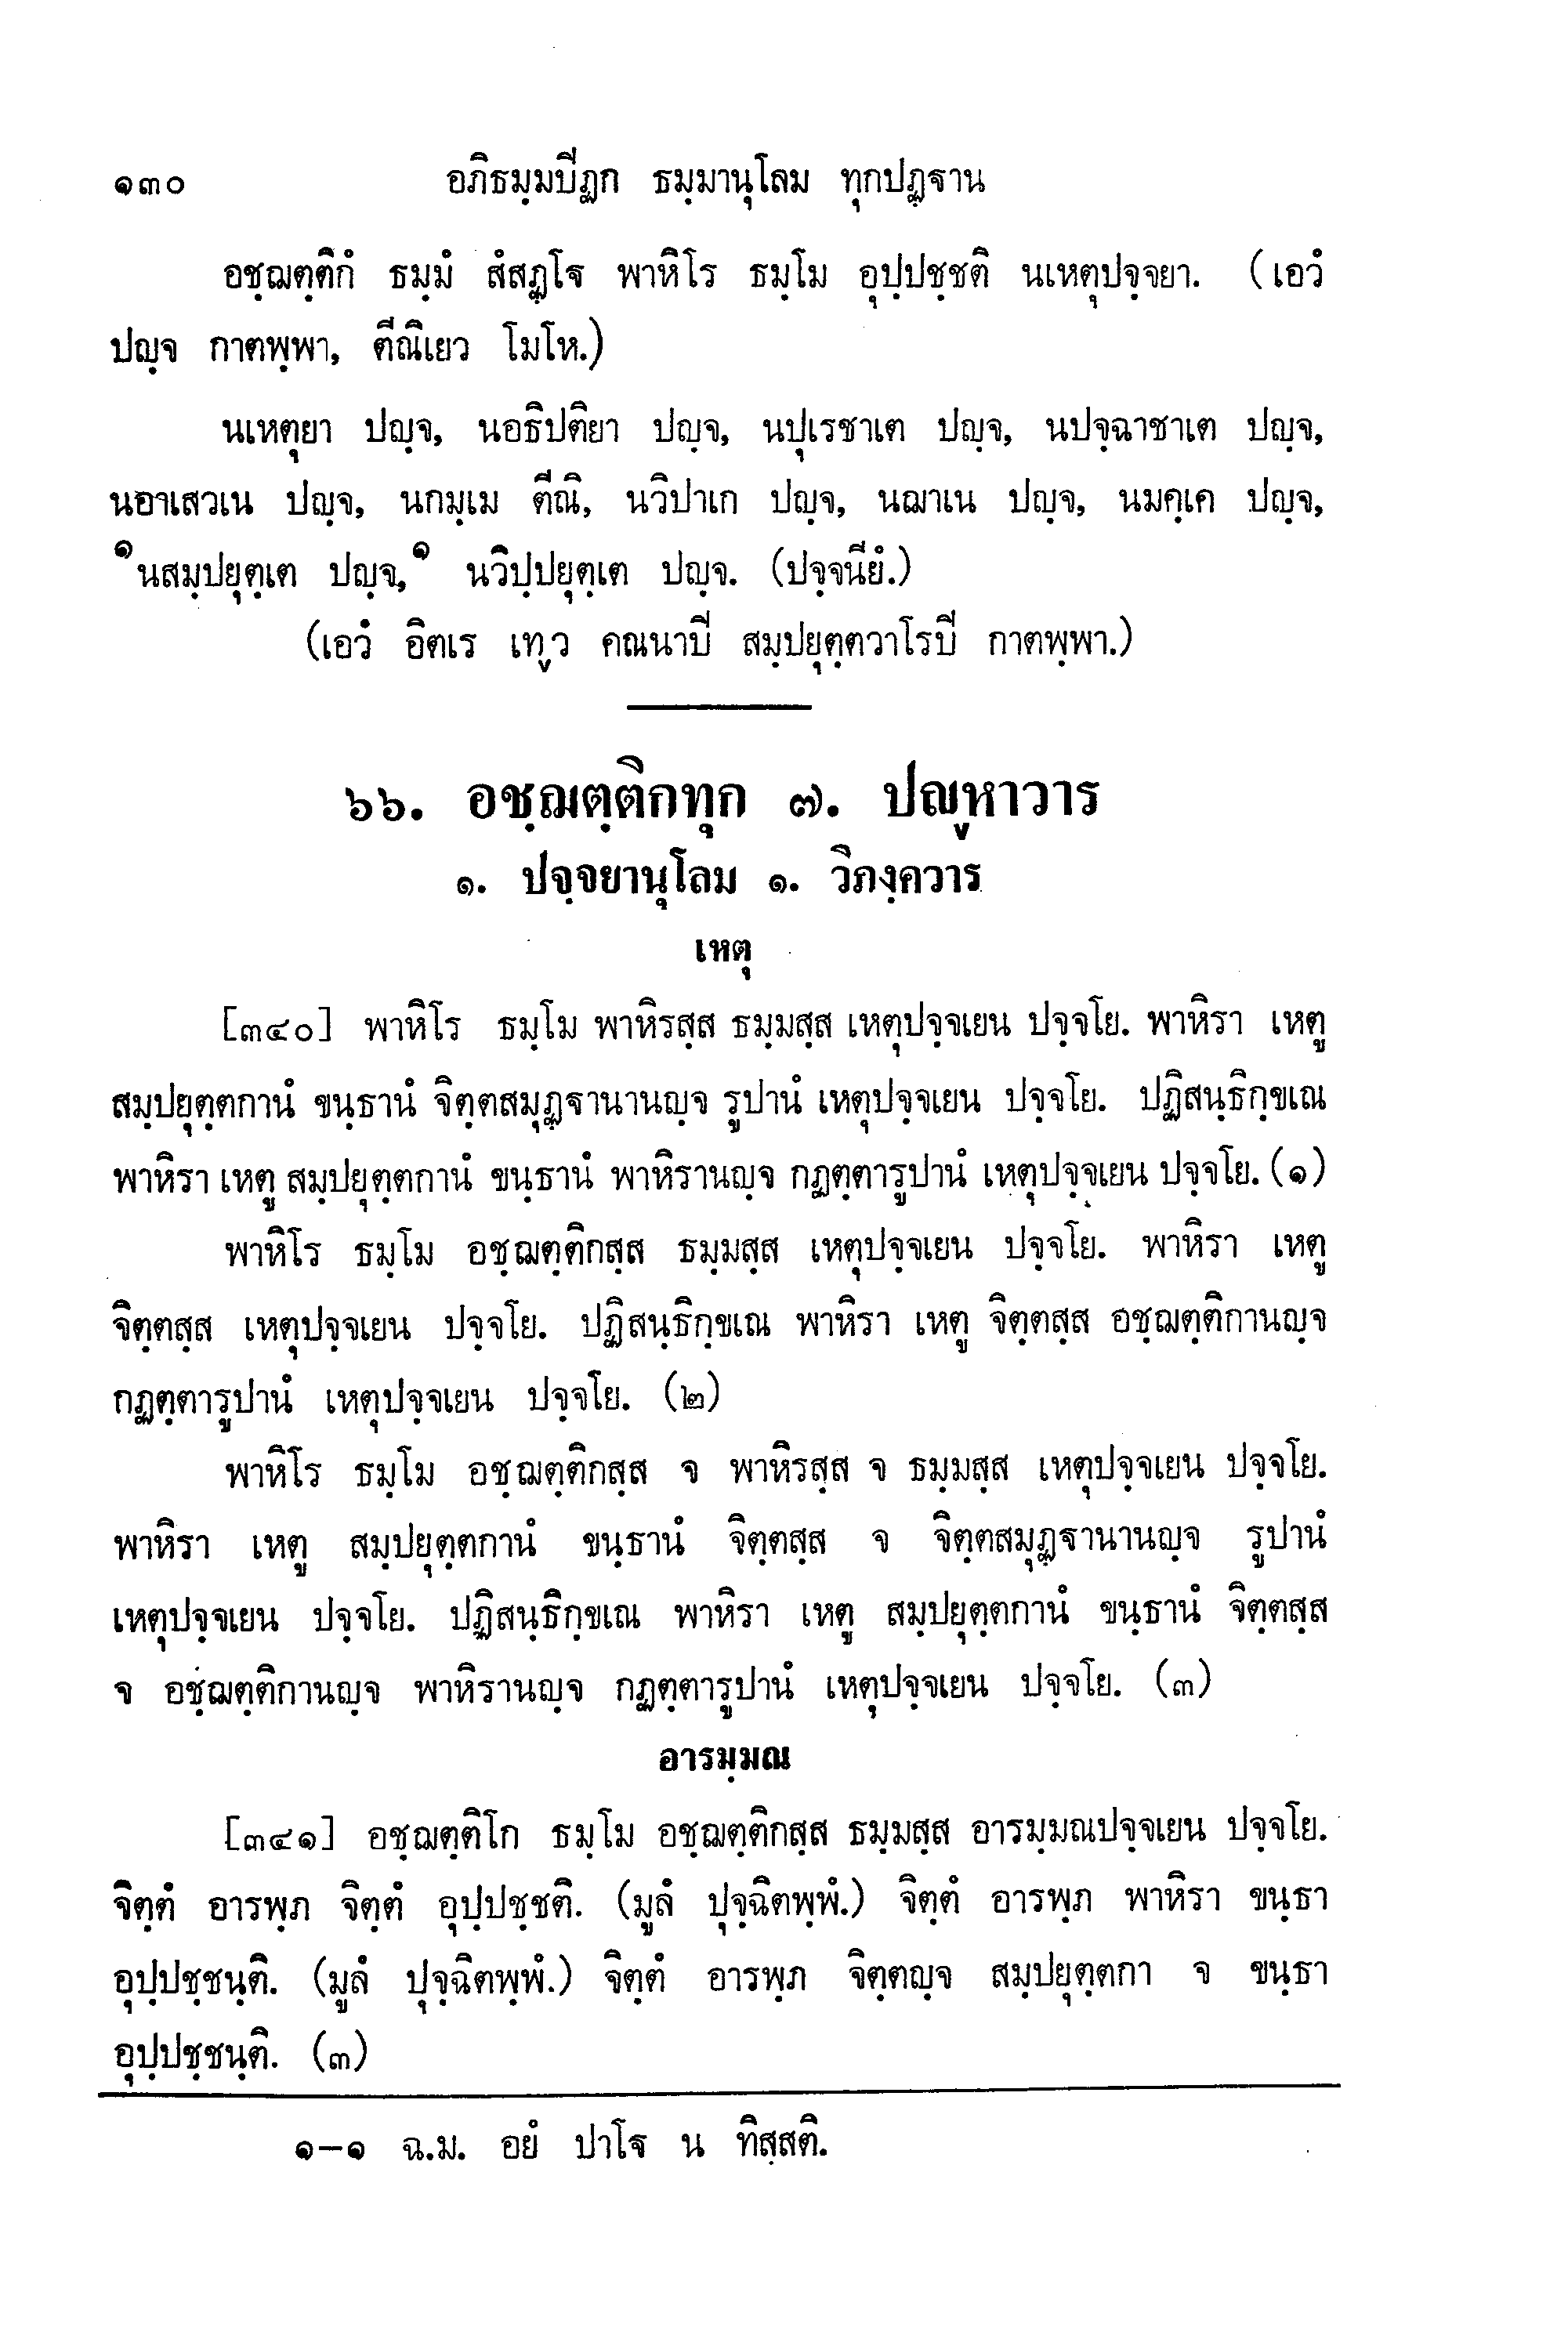 ๑๓๐ อภิธมฺมปิฏก ธมฺมานุโลม ทุกปฏฺฐาน
อชฺฌตฺติกํ ธมฺมํ สํสฏฺโฐ พาหิโร ธมฺโม อุปฺปชฺชติ นเหตุปจฺจยา. (เอวํ
ปญฺจ กาตพฺพา, ตีณิเยว โมโห.)
นเหตุยา ปญฺจ, นอธิปติยา ปญฺจ, นปุเรชาเต ปญฺจ, นปจฺฉาชาเต ปญฺจ,
นอาเสวเน ปญฺจ, นกมฺเม ตีณิ, นวิปาเก ปญฺจ, นฌาเน ปญฺจ, นมคฺเค ปญฺจ,
๑นสมฺปยุตฺเต ปญฺจ,๑ นวิปฺปยุตฺเต ปญฺจ. (ปจฺจนียํ.)
(เอวํ อิตเร เทฺว คณนาปิ สมฺปยุตฺตวาโรปิ กาตพฺพา.)
๖๖. อชฺฌตฺติกทุก ๗. ปญฺหาวาร
๑. ปจฺจยานุโลม ๑. วิภงฺควาร
เหตุ
[๓๔๐] พาหิโร ธมฺโม พาหิรสฺส ธมฺมสฺส เหตุปจฺจเยน ปจฺจโย. พาหิรา เหตู
สมฺปยุตฺตกานํ ขนฺธานํ จิตฺตสมุฏฺฐานานญฺจ รูปานํ เหตุปจฺจเยน ปจฺจโย. ปฏิสนฺธิกฺขเณ
พาหิรา เหตู สมฺปยุตฺตกานํ ขนฺธานํ พาหิรานญฺจ กฏตฺตารูปานํ เหตุปจฺจเยน ปจฺจโย. (๑)
พาหิโร ธมฺโม อชฺฌตฺติกสฺส ธมฺมสฺส เหตุปจฺจเยน ปจฺจโย. พาหิรา เหตู
จิตฺตสฺส เหตุปจฺจเยน ปจฺจโย. ปฏิสนฺธิกฺขเณ พาหิรา เหตู จิตฺตสฺส อชฺฌตฺติกานญฺจ
กฏตฺตารูปานํ เหตุปจฺจเยน ปจฺจโย. (๒)
พาหิโร ธมฺโม อชฺฌตฺติกสฺส จ พาหิรสฺส จ ธมฺมสฺส เหตุปจฺจเยน ปจฺจโย.
พาหิรา เหตู สมฺปยุตฺตกานํ ขนฺธานํ จิตฺตสฺส จ จิตฺตสมุฏฺฐานานญฺจ รูปานํ
เหตุปจฺจเยน ปจฺจโย. ปฏิสนฺธิกฺขเณ พาหิรา เหตู สมฺปยุตฺตกานํ ขนฺธานํ จิตฺตสฺส
จ อชฺฌตฺติกานญฺจ พาหิรานญฺจ กฏตฺตารูปานํ เหตุปจฺจเยน ปจฺจโย. (๓)
อารมฺมณ
[๓๔๑] อชฺฌตฺติโก ธมฺโม อชฺฌตฺติกสฺส ธมฺมสฺส อารมฺมณปจฺจเยน ปจฺจโย.
จิตฺตํ อารพฺภ จิตฺตํ อุปฺปชฺชติ. (มูลํ ปุจฺฉิตพฺพํ.) จิตฺตํ อารพฺภ พาหิรา ขนฺธา
อุปฺปชฺชนฺติ. (มูลํ ปุจฺฉิตพฺพํ.) จิตฺตํ อารพฺภ จิตฺตญฺจ สมฺปยุตฺตกา จ ขนฺธา
อุปฺปชฺชนฺติ. (๓)
๑-๑ ฉ.ม. อยํ ปาโฐ น ทิสฺสติ.